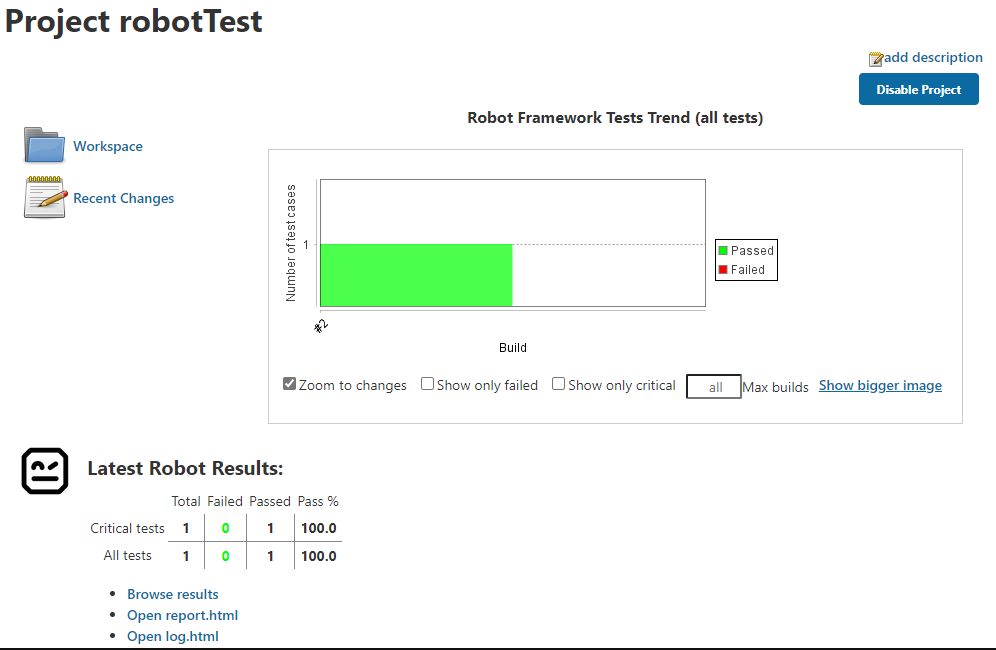 Project robotTest
add description
Disable Project
Robot Framework Tests Trend (all tests)
Workspace
Recent Changes
Number of test cases
1
Passed
Failed
#2
Build
Zoom to changes Show only failed Show only critical all Max builds Show bigger image
Latest Robot Results:
Total Failed Passed Pass %
Critical tests 1 0 1 100.0
All tests 1 0 1 100.0
Browse results
Open report.html
Open log.html